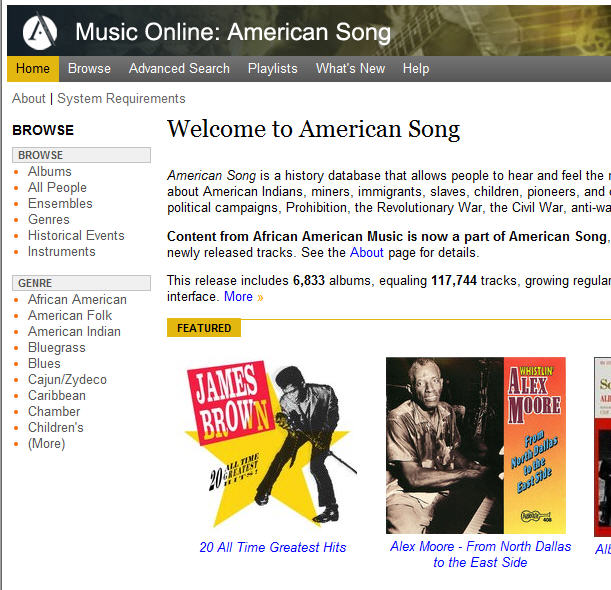 Music Online: American Song
Home Browse Advanced Search Playlists What's New Help
About | System Requirements
BROWSE
BROWSE
Albums
All People
Ensembles
Genres
Historical Events
Instruments
GENRE
African American
American Folk
American Indian
Bluegrass
Blues
Cajun/Zydeco
Caribbean
Chamber
Children's
(More)
Welcome to American Song
American Song is a history database that allows people to hear and feel the
about American Indians, miners, immigrants, slaves, children, pioneers, and
political campaigns, Prohibition, the Revolutionary War, the Civil War, anti-wa
Content from African American Music is now a part of American Song,
newly released tracks. See the About page for details.
This release includes 6,833 albums, equaling 117,744 tracks, growing regular
interface. More »
FEATURED
JAMES
BROWN
20 ALL TIME
GREATEST
HITS!
20 All Time Greatest Hits
WHISTLIN'
ALEX
MOORE
From
North Dallas
to the
East Side
Arhoolie
408
Alex Moore - From North Dallas
to the East Side
So
ALB
Alb